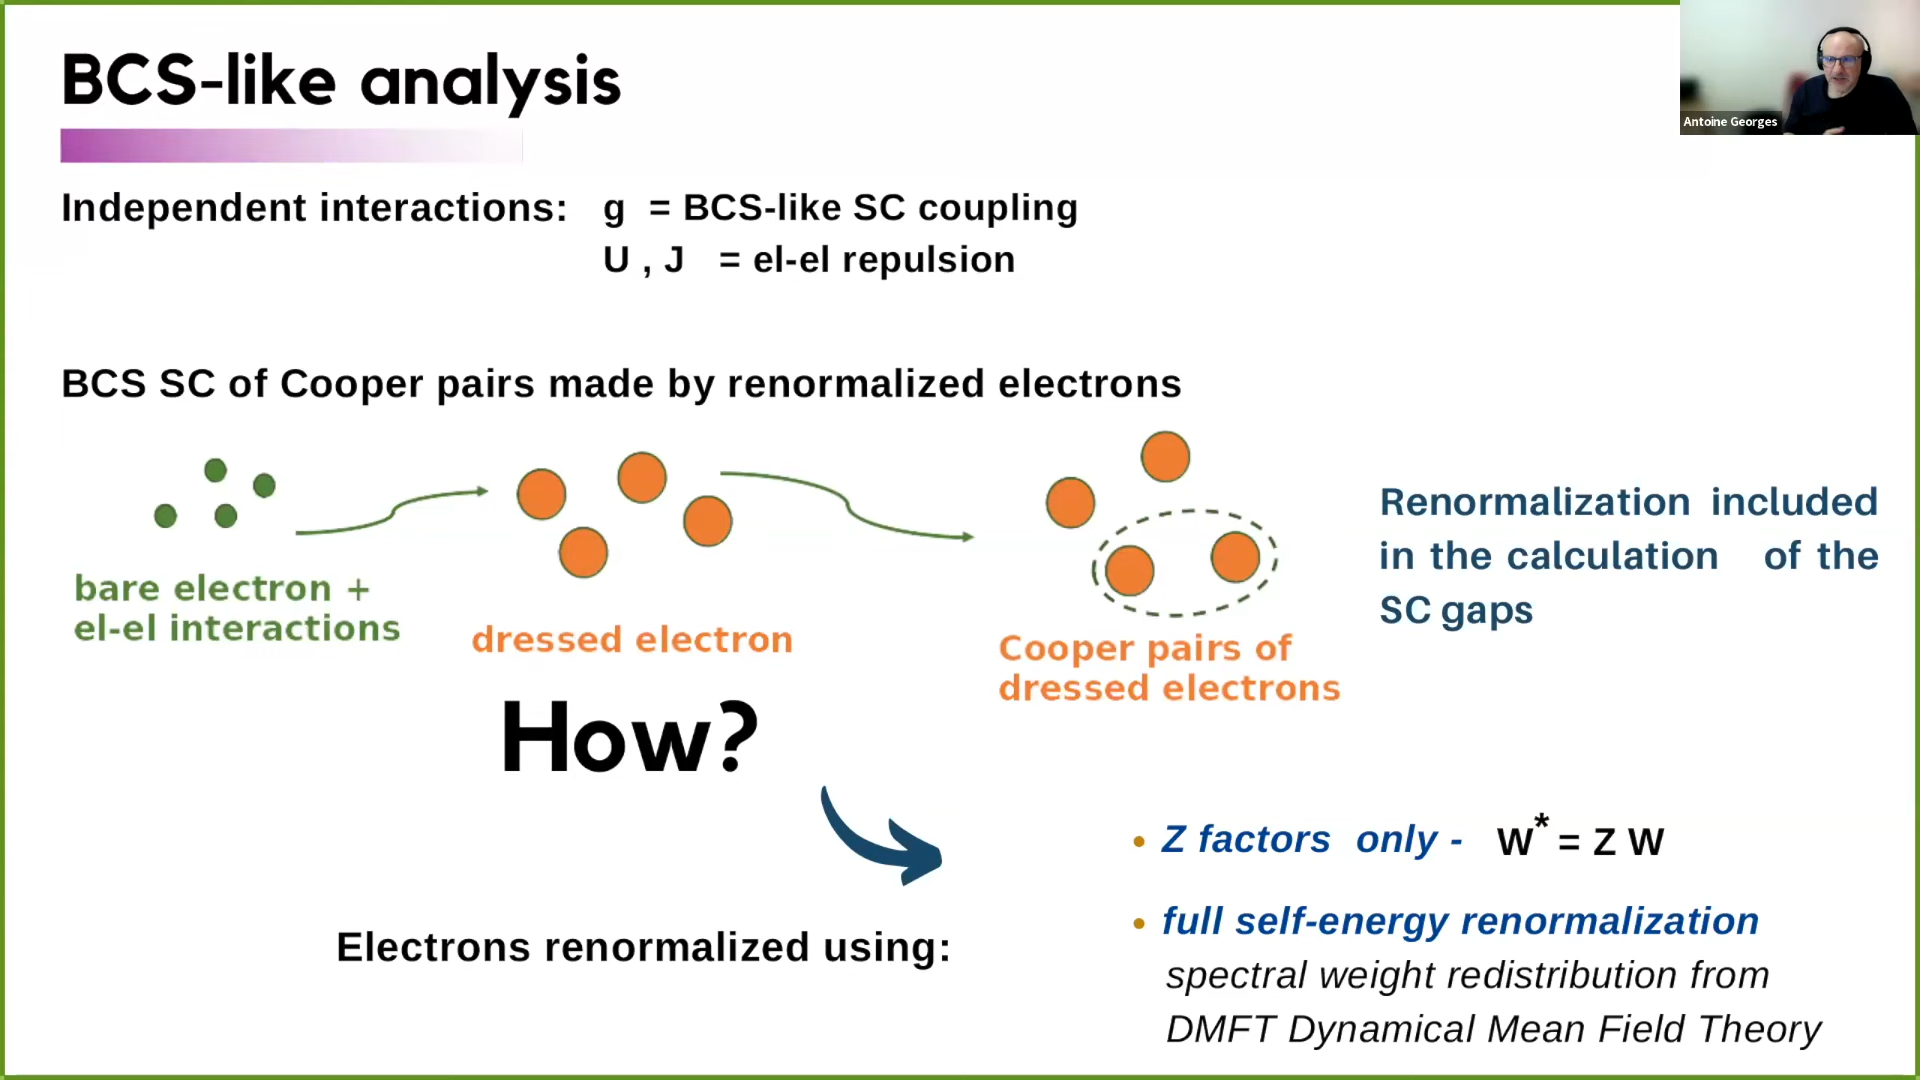 BCS-like analysis
Antoine Georges
Independent interactions: g = BCS-like SC coupling
U , J = el-el repulsion
BCS SC of Cooper pairs made by renormalized electrons
bare electron +
el-el interactions
dressed electron
Cooper pairs of
dressed electrons
Renormalization included
in the calculation of the
SC gaps
How?
• Z factors only - W* = Z W
• full self-energy renormalization
spectral weight redistribution from
DMFT Dynamical Mean Field Theory
Electrons renormalized using: